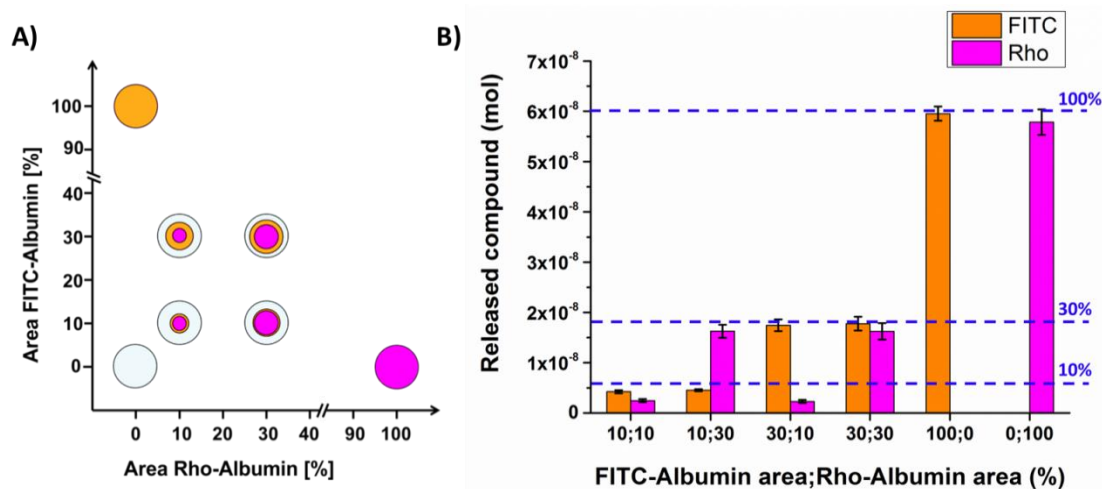 A)
Area FITC-Albumin [%]
100
90
40
30
20
10
0
0 10 20 30 40 90 100
Area Rho-Albumin [%]
B)
FITC
Rho
Released compound (mol)
7x10⁻⁸
6x10⁻⁸
5x10⁻⁸
4x10⁻⁸
3x10⁻⁸
2x10⁻⁸
1x10⁻⁸
0
100%
30%
10%
10;10 10;30 30;10 30;30 100;0 0;100
FITC-Albumin area;Rho-Albumin area (%)